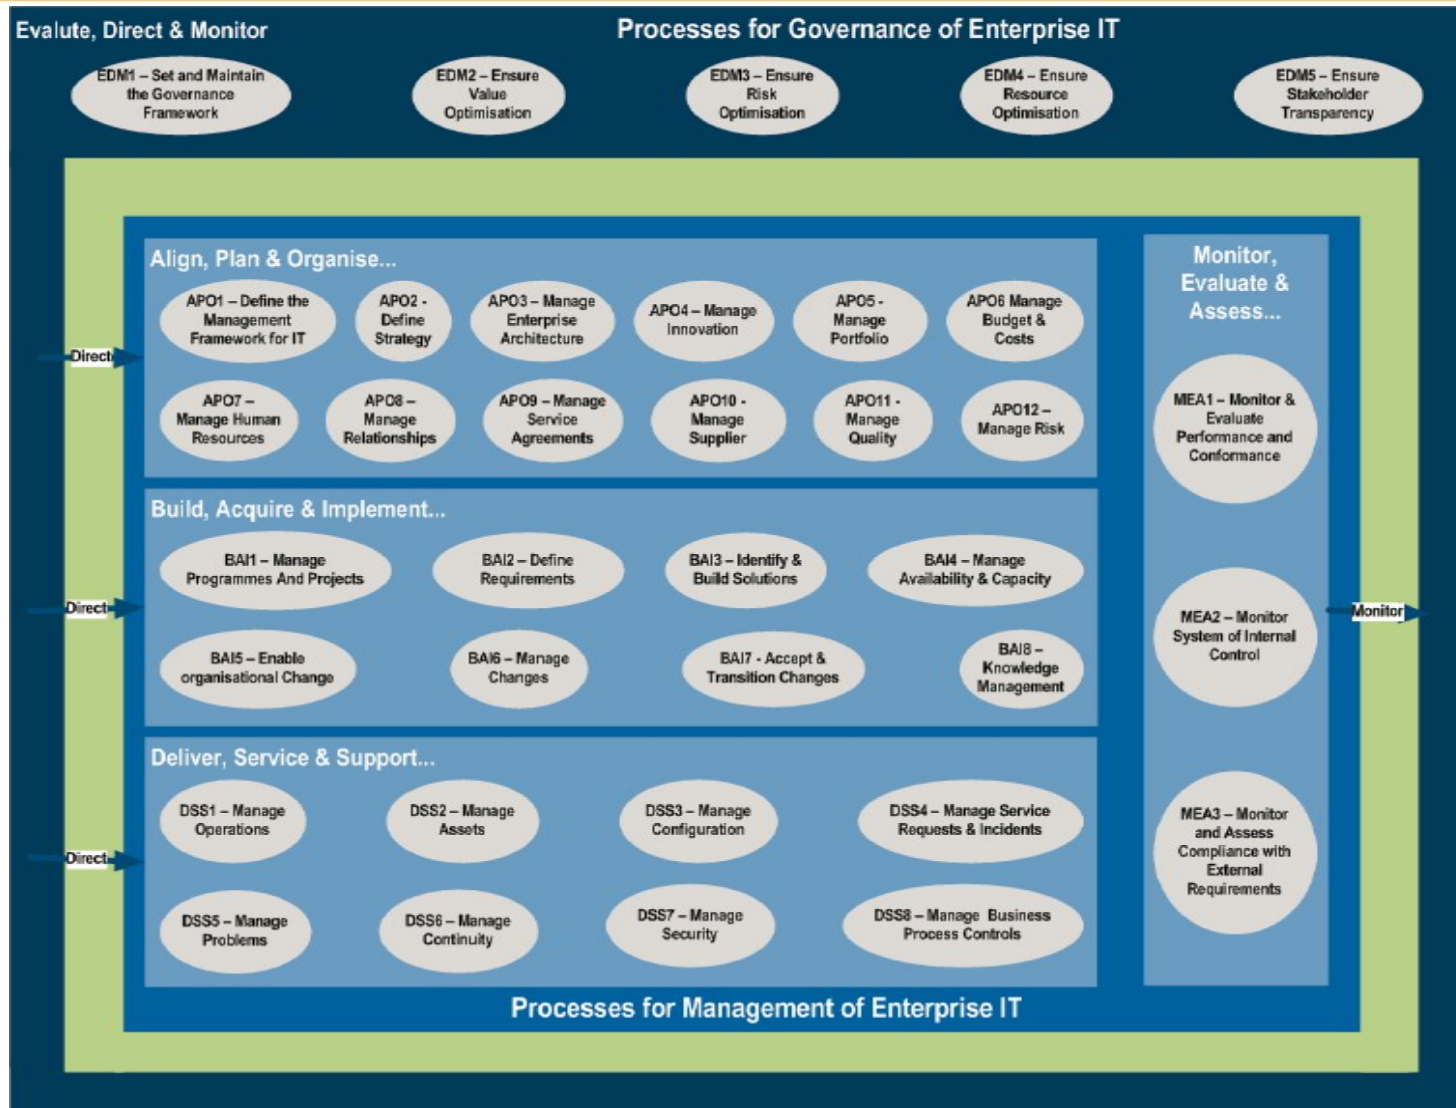 Evalute, Direct & Monitor
Processes for Governance of Enterprise IT
EDM1 – Set and Maintain
the Governance
Framework
EDM2 – Ensure
Value
Optimisation
EDM3 – Ensure
Risk
Optimisation
EDM4 – Ensure
Resource
Optimisation
EDM5 – Ensure
Stakeholder
Transparency
Align, Plan & Organise...
APO1 – Define the
Management
Framework for IT
APO2 -
Define
Strategy
APO3 – Manage
Enterprise
Architecture
APO4 – Manage
Innovation
APO5 -
Manage
Portfolio
APO6 Manage
Budget &
Costs
Direct
APO7 –
Manage Human
Resources
APO8 –
Manage
Relationships
APO9 – Manage
Service
Agreements
APO10 -
Manage
Supplier
APO11 -
Manage
Quality
APO12 –
Manage Risk
Build, Acquire & Implement...
BAI1 – Manage
Programmes And Projects
BAI2 – Define
Requirements
BAI3 – Identify &
Build Solutions
BAI4 – Manage
Availability & Capacity
Direct
BAI5 – Enable
organisational Change
BAI6 – Manage
Changes
BAI7 - Accept &
Transition Changes
BAI8 –
Knowledge
Management
Deliver, Service & Support...
DSS1 – Manage
Operations
DSS2 – Manage
Assets
DSS3 – Manage
Configuration
DSS4 – Manage Service
Requests & Incidents
Direct
DSS5 – Manage
Problems
DSS6 – Manage
Continuity
DSS7 – Manage
Security
DSS8 – Manage Business
Process Controls
Monitor,
Evaluate &
Assess...
MEA1 – Monitor &
Evaluate
Performance and
Conformance
MEA2 – Monitor
System of Internal
Control
Monitor
MEA3 – Monitor
and Assess
Compliance with
External
Requirements
Processes for Management of Enterprise IT